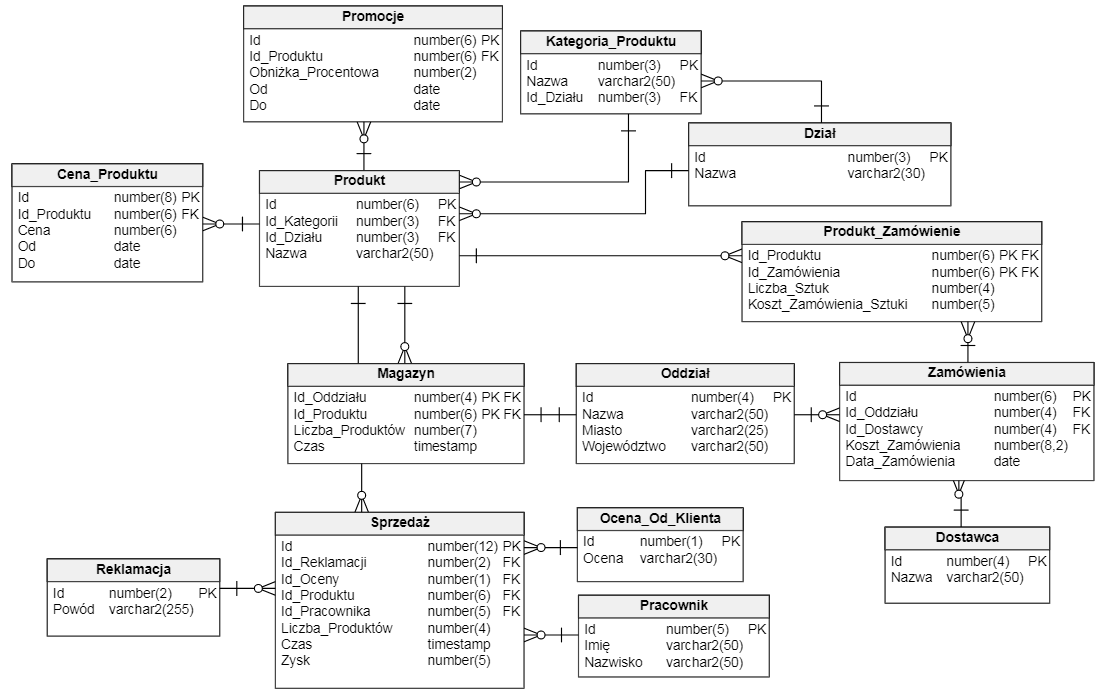 Promocje
Id number(6) PK
Id_Produktu number(6) FK
Obniżka_Procentowa number(2)
Od date
Do date
Kategoria_Produktu
Id number(3) PK
Nazwa varchar2(50)
Id_Działu number(3) FK
Dział
Id number(3) PK
Nazwa varchar2(30)
Cena_Produktu
Id number(8) PK
Id_Produktu number(6) FK
Cena number(6)
Od date
Do date
Produkt
Id number(6) PK
Id_Kategorii number(3) FK
Id_Działu number(3) FK
Nazwa varchar2(50)
Produkt_Zamówienie
Id_Produktu number(6) PK FK
Id_Zamówienia number(6) PK FK
Liczba_Sztuk number(4)
Koszt_Zamówienia_Sztuki number(5)
Magazyn
Id_Oddziału number(4) PK FK
Id_Produktu number(6) PK FK
Liczba_Produktów number(7)
Czas timestamp
Oddział
Id number(4) PK
Nazwa varchar2(50)
Miasto varchar2(25)
Województwo varchar2(50)
Zamówienia
Id number(6) PK
Id_Oddziału number(4) FK
Id_Dostawcy number(4) FK
Koszt_Zamówienia number(8,2)
Data_Zamówienia date
Sprzedaż
Id number(12) PK
Id_Reklamacji number(2) FK
Id_Oceny number(1) FK
Id_Produktu number(6) FK
Id_Pracownika number(5) FK
Liczba_Produktów number(4)
Czas timestamp
Zysk number(5)
Ocena_Od_Klienta
Id number(1) PK
Ocena varchar2(30)
Dostawca
Id number(4) PK
Nazwa varchar2(50)
Reklamacja
Id number(2) PK
Powód varchar2(255)
Pracownik
Id number(5) PK
Imię varchar2(50)
Nazwisko varchar2(50)